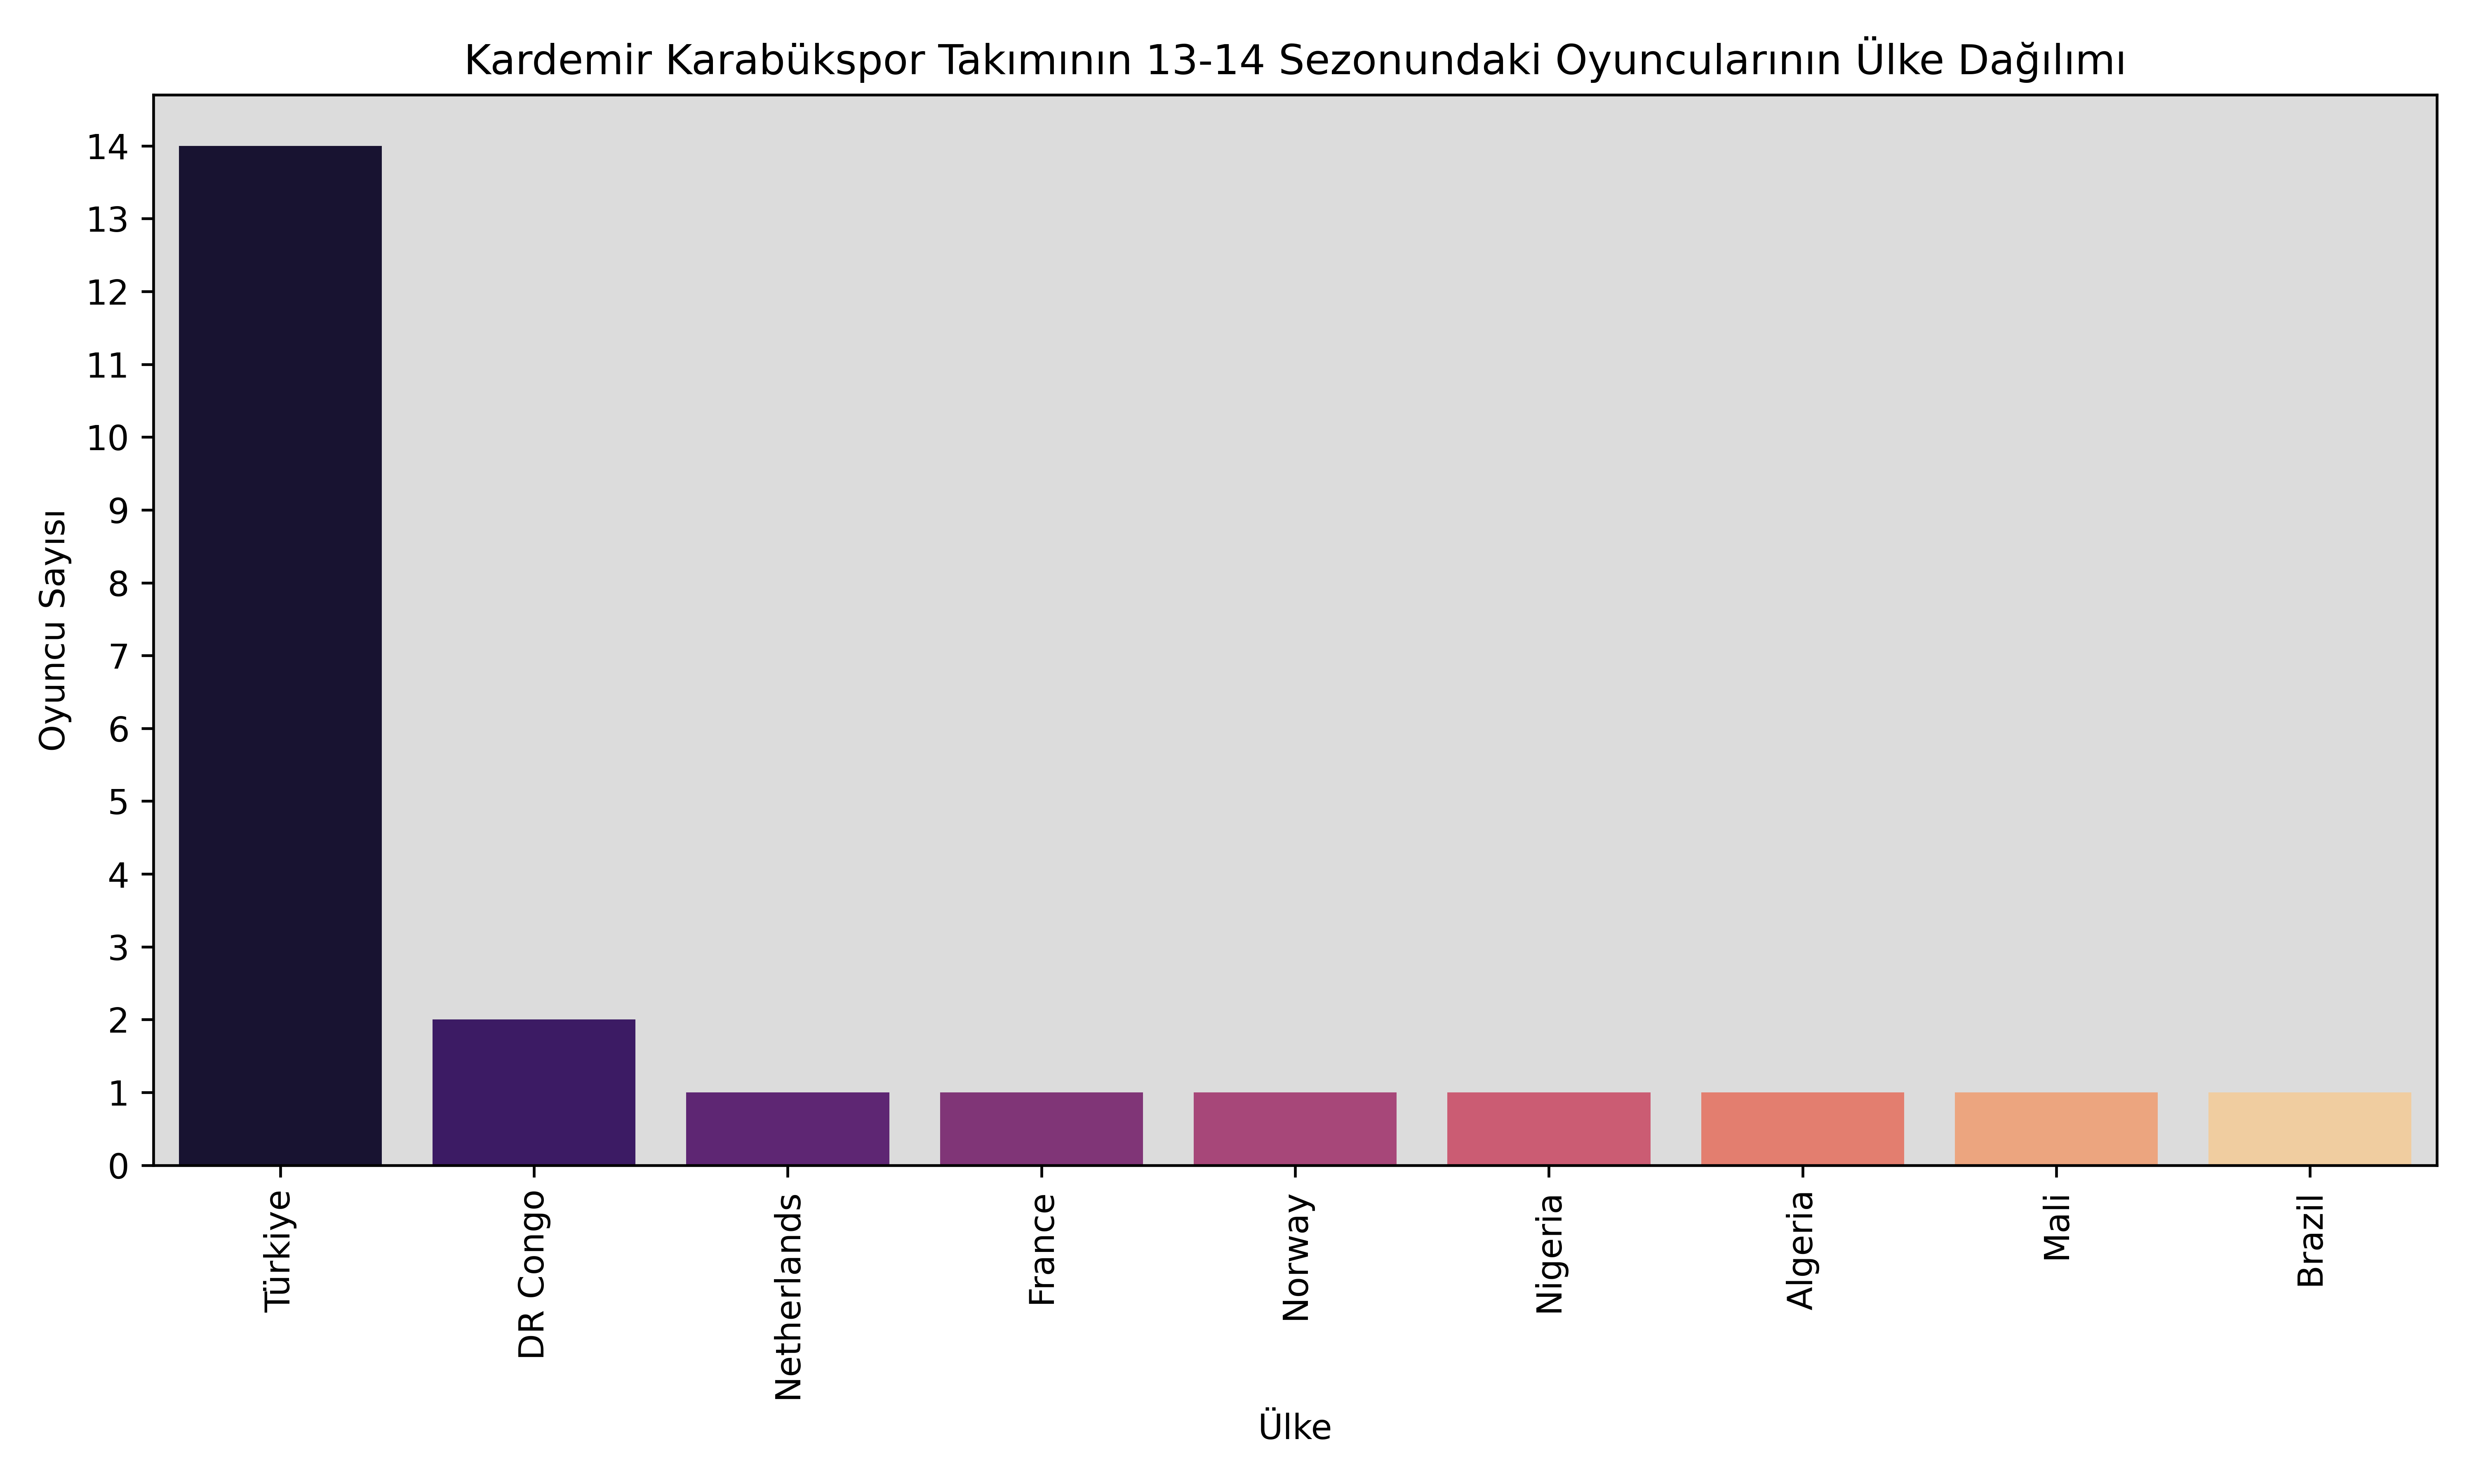 Kardemir Karabükspor Takımının 13-14 Sezonundaki Oyuncularının Ülke Dağılımı
Oyuncu Sayısı
14
13
12
11
10
9
8
7
6
5
4
3
2
1
0
Türkiye
DR Congo
Netherlands
France
Norway
Nigeria
Algeria
Mali
Brazil
Ülke